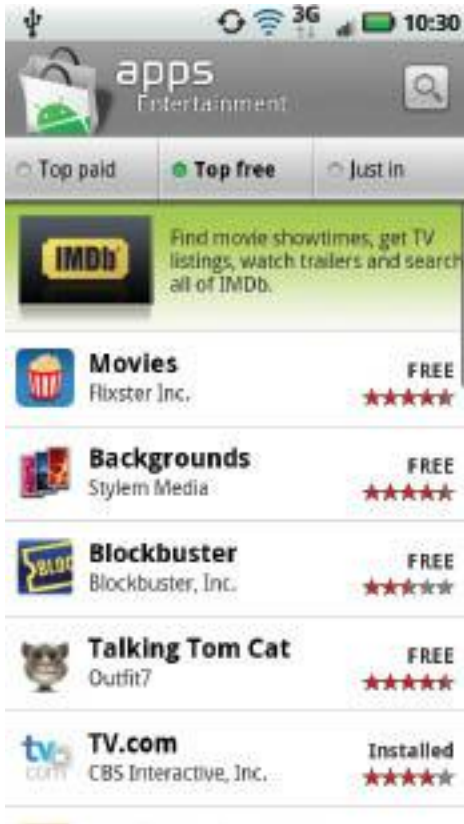 3G
10:30
apps
Entertainment
Top paid
Top free
Just in
IMDb
Find movie showtimes, get TV
listings, watch trailers and search
all of IMDb.
Movies
FREE
Flixster Inc.
Backgrounds
FREE
Stylem Media
BLOC
Blockbuster
FREE
Blockbuster, Inc.
Talking Tom Cat
FREE
Outfit7
tv
com
TV.com
Installed
CBS Interactive, Inc.